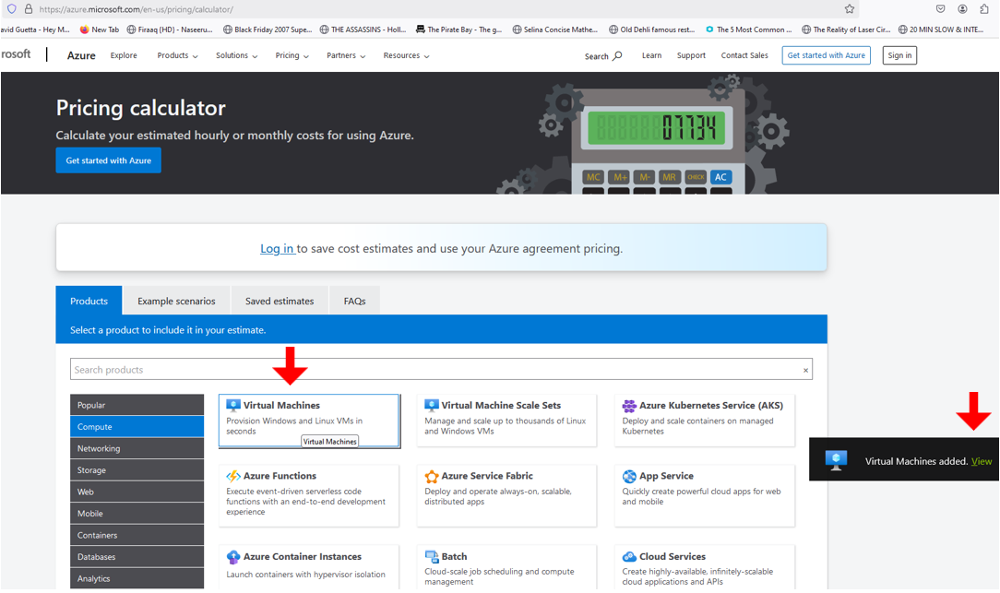 https://azure.microsoft.com/en-us/pricing/calculator/
avid Guetta - Hey M... New Tab Firaaq {HD} - Naseeru... Black Friday 2007 Supe... THE ASSASSINS - Holl... The Pirate Bay - The g... Selina Concise Mathe... Old Dehli famous rest... The 5 Most Common ... The Reality of Laser Cir... 20 MIN SLOW & INTE...
rosoft Azure Explore Products Solutions Pricing Partners Resources Search Learn Support Contact Sales Get started with Azure Sign in
Pricing calculator
Calculate your estimated hourly or monthly costs for using Azure.
Get started with Azure
07734
MC M+ M- MR CHECK AC
Log in to save cost estimates and use your Azure agreement pricing.
Products Example scenarios Saved estimates FAQs
Select a product to include it in your estimate.
Search products ×
Popular
Compute
Networking
Storage
Web
Mobile
Containers
Databases
Analytics
Virtual Machines
Provision Windows and Linux VMs in
seconds
Virtual Machines
Virtual Machine Scale Sets
Manage and scale up to thousands of Linux
and Windows VMs
Azure Kubernetes Service (AKS)
Deploy and scale containers on managed
Kubernetes
Virtual Machines added. View
Azure Functions
Execute event-driven serverless code
functions with an end-to-end development
experience
Azure Service Fabric
Deploy and operate always-on, scalable,
distributed apps
App Service
Quickly create powerful cloud apps for web
and mobile
Azure Container Instances
Launch containers with hypervisor isolation
Batch
Cloud-scale job scheduling and compute
management
Cloud Services
Create highly-available, infinitely-scalable
cloud applications and APIs